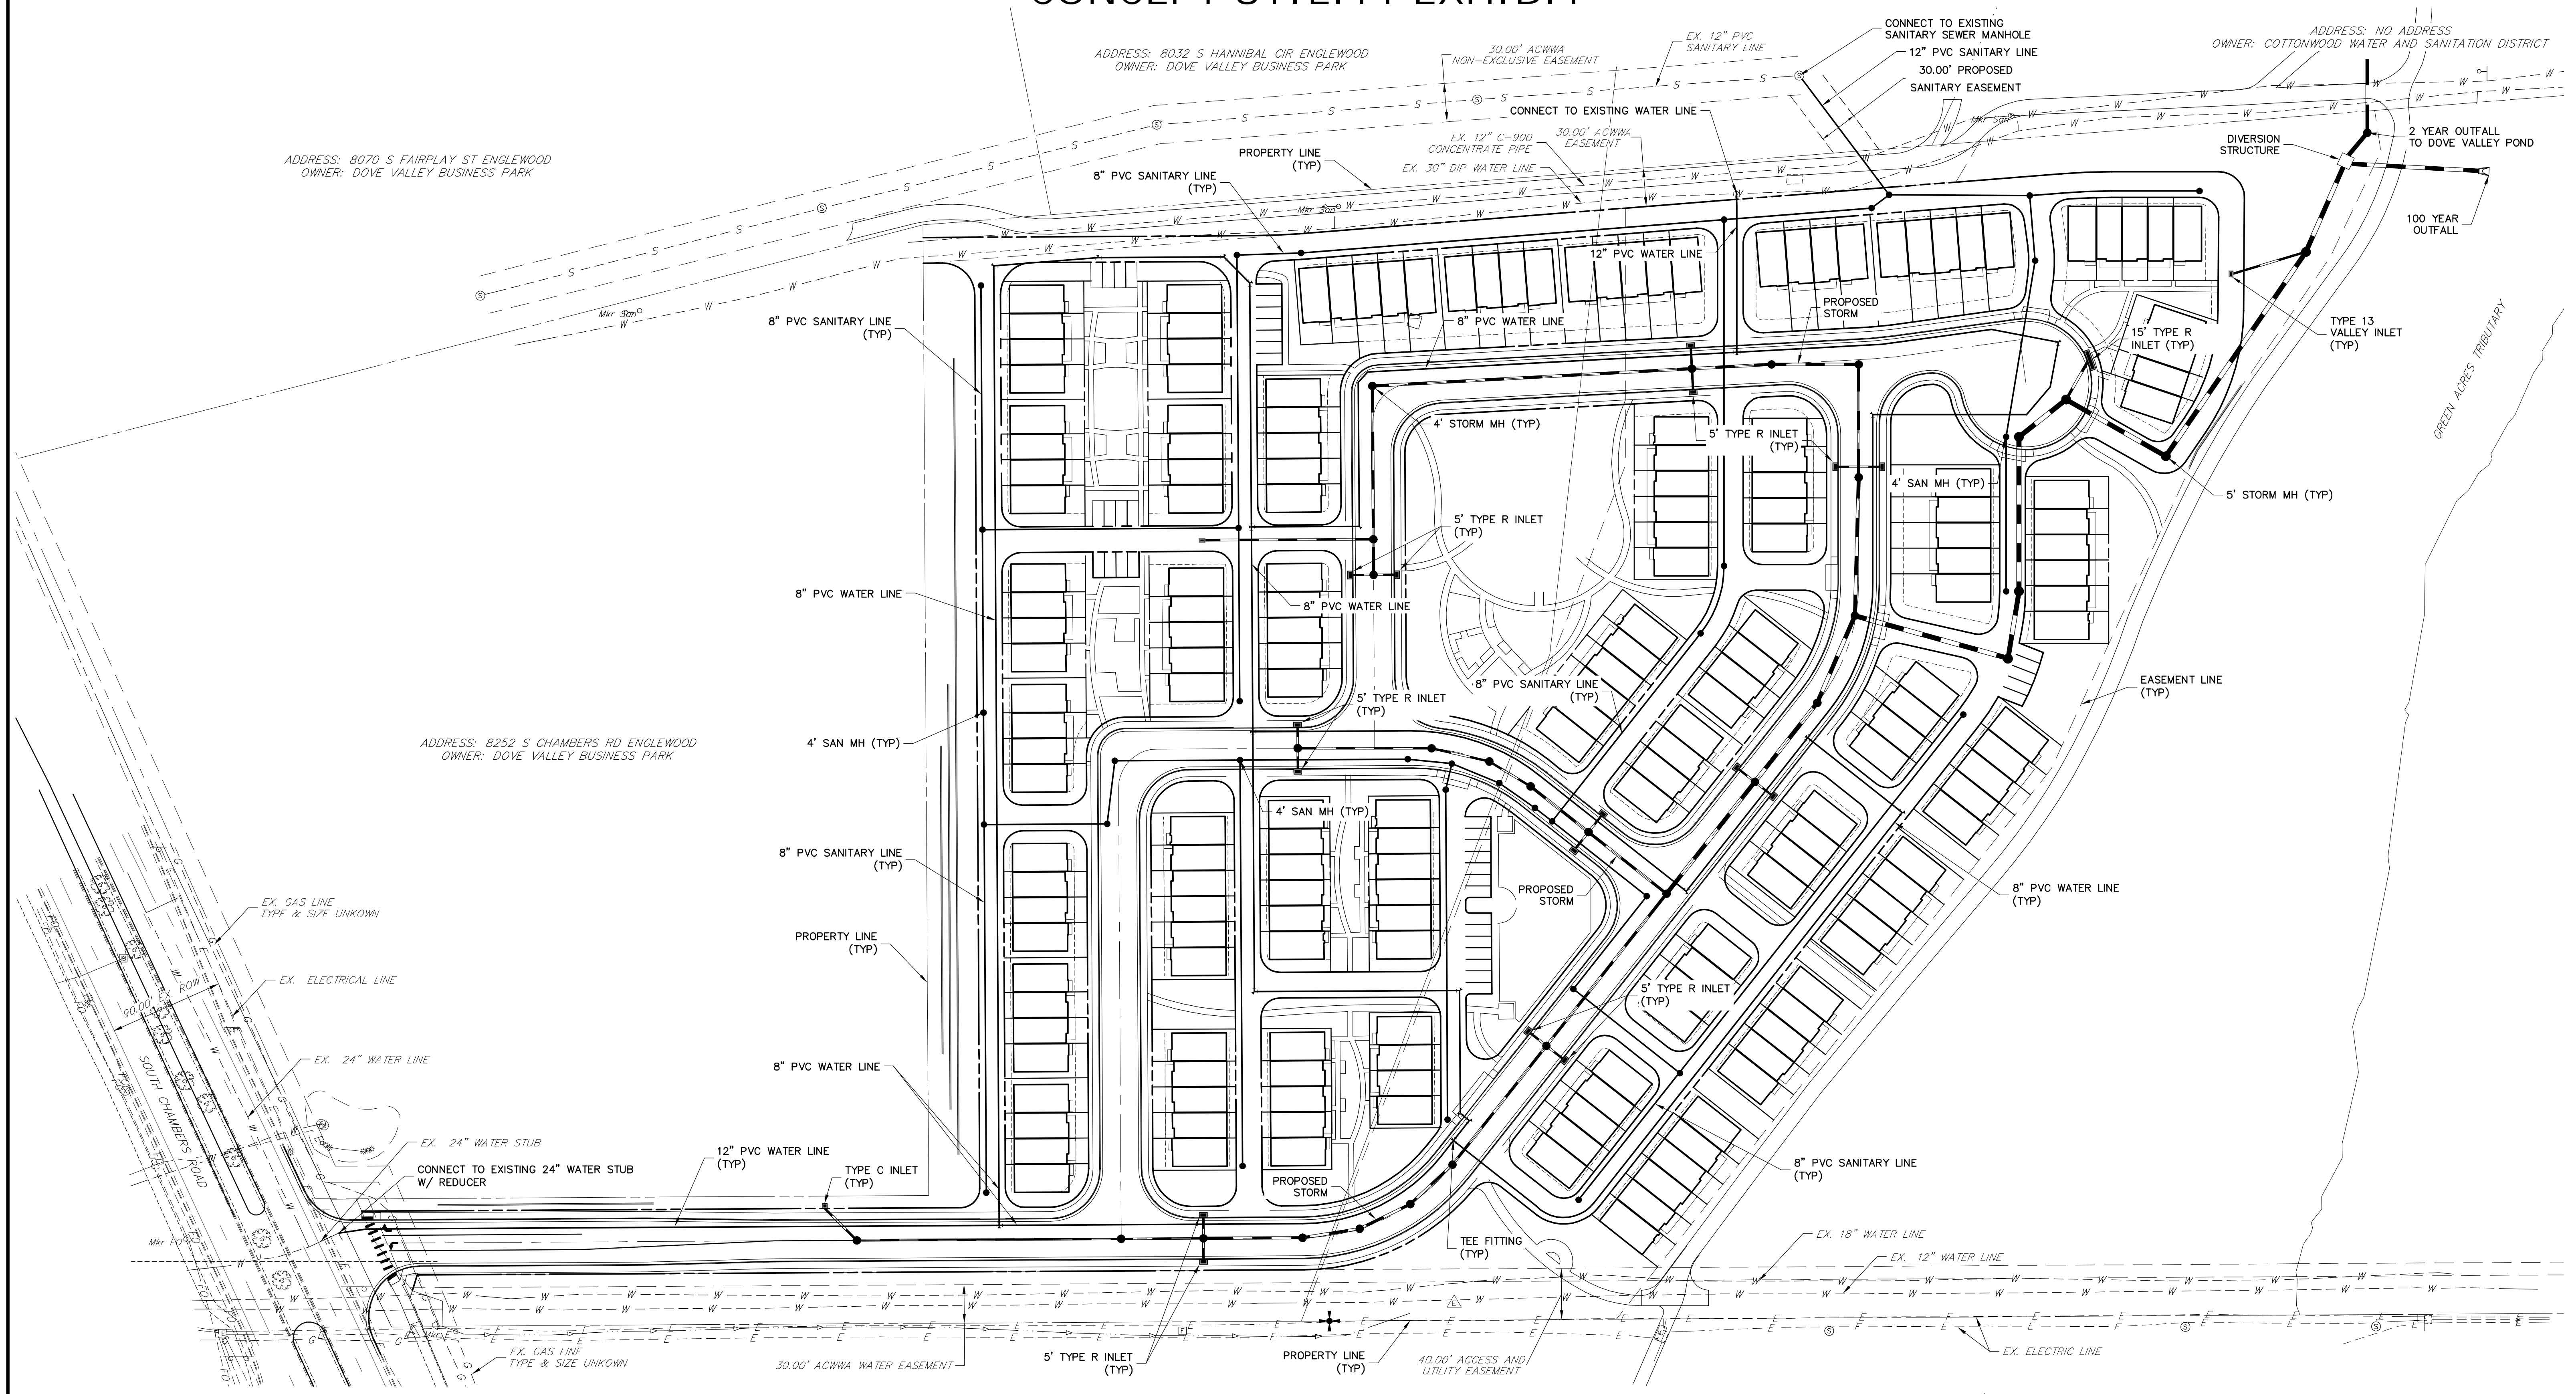 CONCEPT UTILITY EXHIBIT
ADDRESS: 8032 S HANNIBAL CIR ENGLEWOOD
OWNER: DOVE VALLEY BUSINESS PARK
30.00' ACWWA
NON-EXCLUSIVE EASEMENT
EX. 12" PVC
SANITARY LINE
CONNECT TO EXISTING
SANITARY SEWER MANHOLE
12" PVC SANITARY LINE
30.00' PROPOSED
SANITARY EASEMENT
ADDRESS: NO ADDRESS
OWNER: COTTONWOOD WATER AND SANITATION DISTRICT
CONNECT TO EXISTING WATER LINE
EX. 12" C-900
CONCENTRATE PIPE
30.00' ACWWA
EASEMENT
EX. 30" DIP WATER LINE
Mkr San
DIVERSION
STRUCTURE
2 YEAR OUTFALL
TO DOVE VALLEY POND
100 YEAR
OUTFALL
ADDRESS: 8070 S FAIRPLAY ST ENGLEWOOD
OWNER: DOVE VALLEY BUSINESS PARK
PROPERTY LINE
(TYP)
8" PVC SANITARY LINE
(TYP)
Mkr San
12" PVC WATER LINE
PROPOSED
STORM
Mkr San
8" PVC SANITARY LINE
(TYP)
8" PVC WATER LINE
15' TYPE R
INLET (TYP)
TYPE 13
VALLEY INLET
(TYP)
GREEN ACRES TRIBUTARY
4' STORM MH (TYP)
5' TYPE R INLET
(TYP)
4' SAN MH (TYP)
5' STORM MH (TYP)
5' TYPE R INLET
(TYP)
8" PVC WATER LINE
8" PVC WATER LINE
8" PVC SANITARY LINE
(TYP)
EASEMENT LINE
(TYP)
5' TYPE R INLET
(TYP)
4' SAN MH (TYP)
ADDRESS: 8252 S CHAMBERS RD ENGLEWOOD
OWNER: DOVE VALLEY BUSINESS PARK
4' SAN MH (TYP)
8" PVC SANITARY LINE
(TYP)
PROPOSED
STORM
8" PVC WATER LINE
(TYP)
EX. GAS LINE
TYPE & SIZE UNKOWN
PROPERTY LINE
(TYP)
EX. ELECTRICAL LINE
90.00' EX. ROW
5' TYPE R INLET
(TYP)
EX. 24" WATER LINE
8" PVC WATER LINE
SOUTH CHAMBERS ROAD
EX. 24" WATER STUB
CONNECT TO EXISTING 24" WATER STUB
W/ REDUCER
12" PVC WATER LINE
(TYP)
TYPE C INLET
(TYP)
PROPOSED
STORM
8" PVC SANITARY LINE
(TYP)
Mkr FO
TEE FITTING
(TYP)
EX. 18" WATER LINE
EX. 12" WATER LINE
EX. GAS LINE
TYPE & SIZE UNKOWN
30.00' ACWWA WATER EASEMENT
5' TYPE R INLET
(TYP)
PROPERTY LINE
(TYP)
40.00' ACCESS AND
UTILITY EASEMENT
EX. ELECTRIC LINE